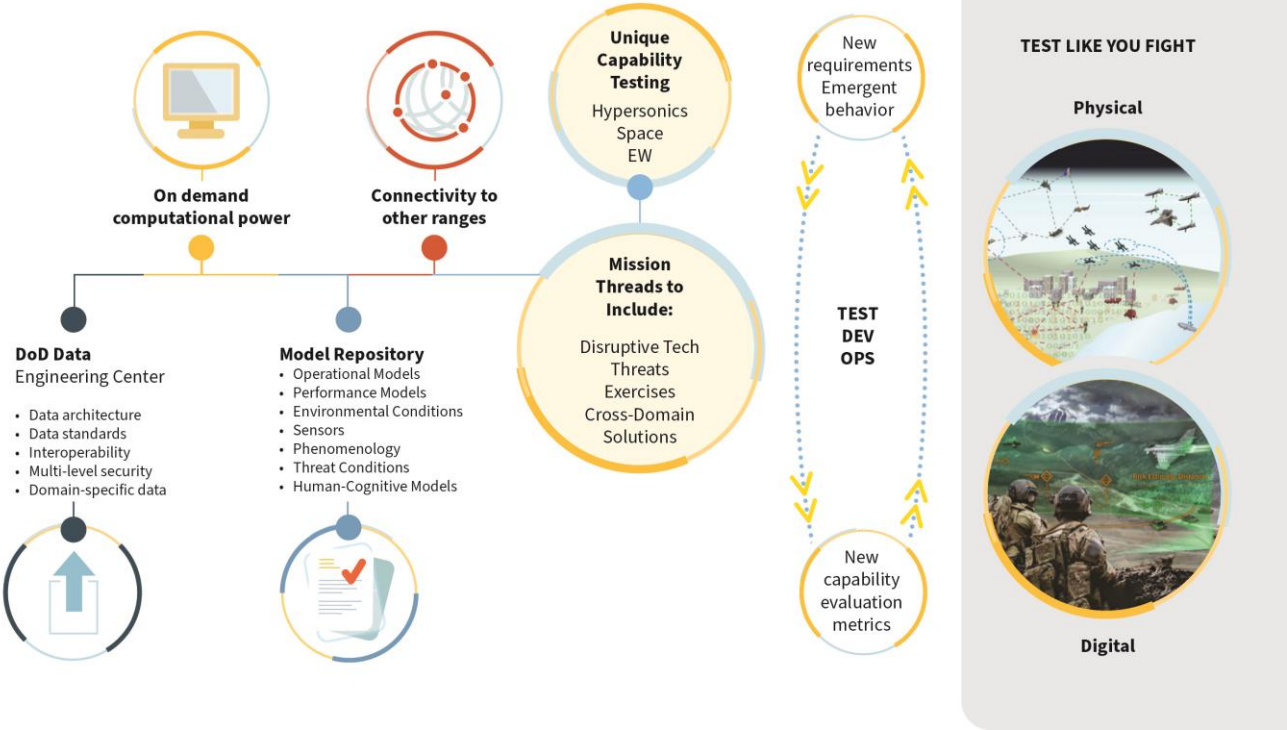 On demand
computational power
Connectivity to
other ranges
DoD Data
Engineering Center
• Data architecture
• Data standards
• Interoperability
• Multi-level security
• Domain-specific data
Model Repository
• Operational Models
• Performance Models
• Environmental Conditions
• Sensors
• Phenomenology
• Threat Conditions
• Human-Cognitive Models
Unique
Capability
Testing
Hypersonics
Space
EW
Mission
Threads to
Include:
Disruptive Tech
Threats
Exercises
Cross-Domain
Solutions
New
requirements
Emergent
behavior
TEST
DEV
OPS
New
capability
evaluation
metrics
TEST LIKE YOU FIGHT
Physical
Digital